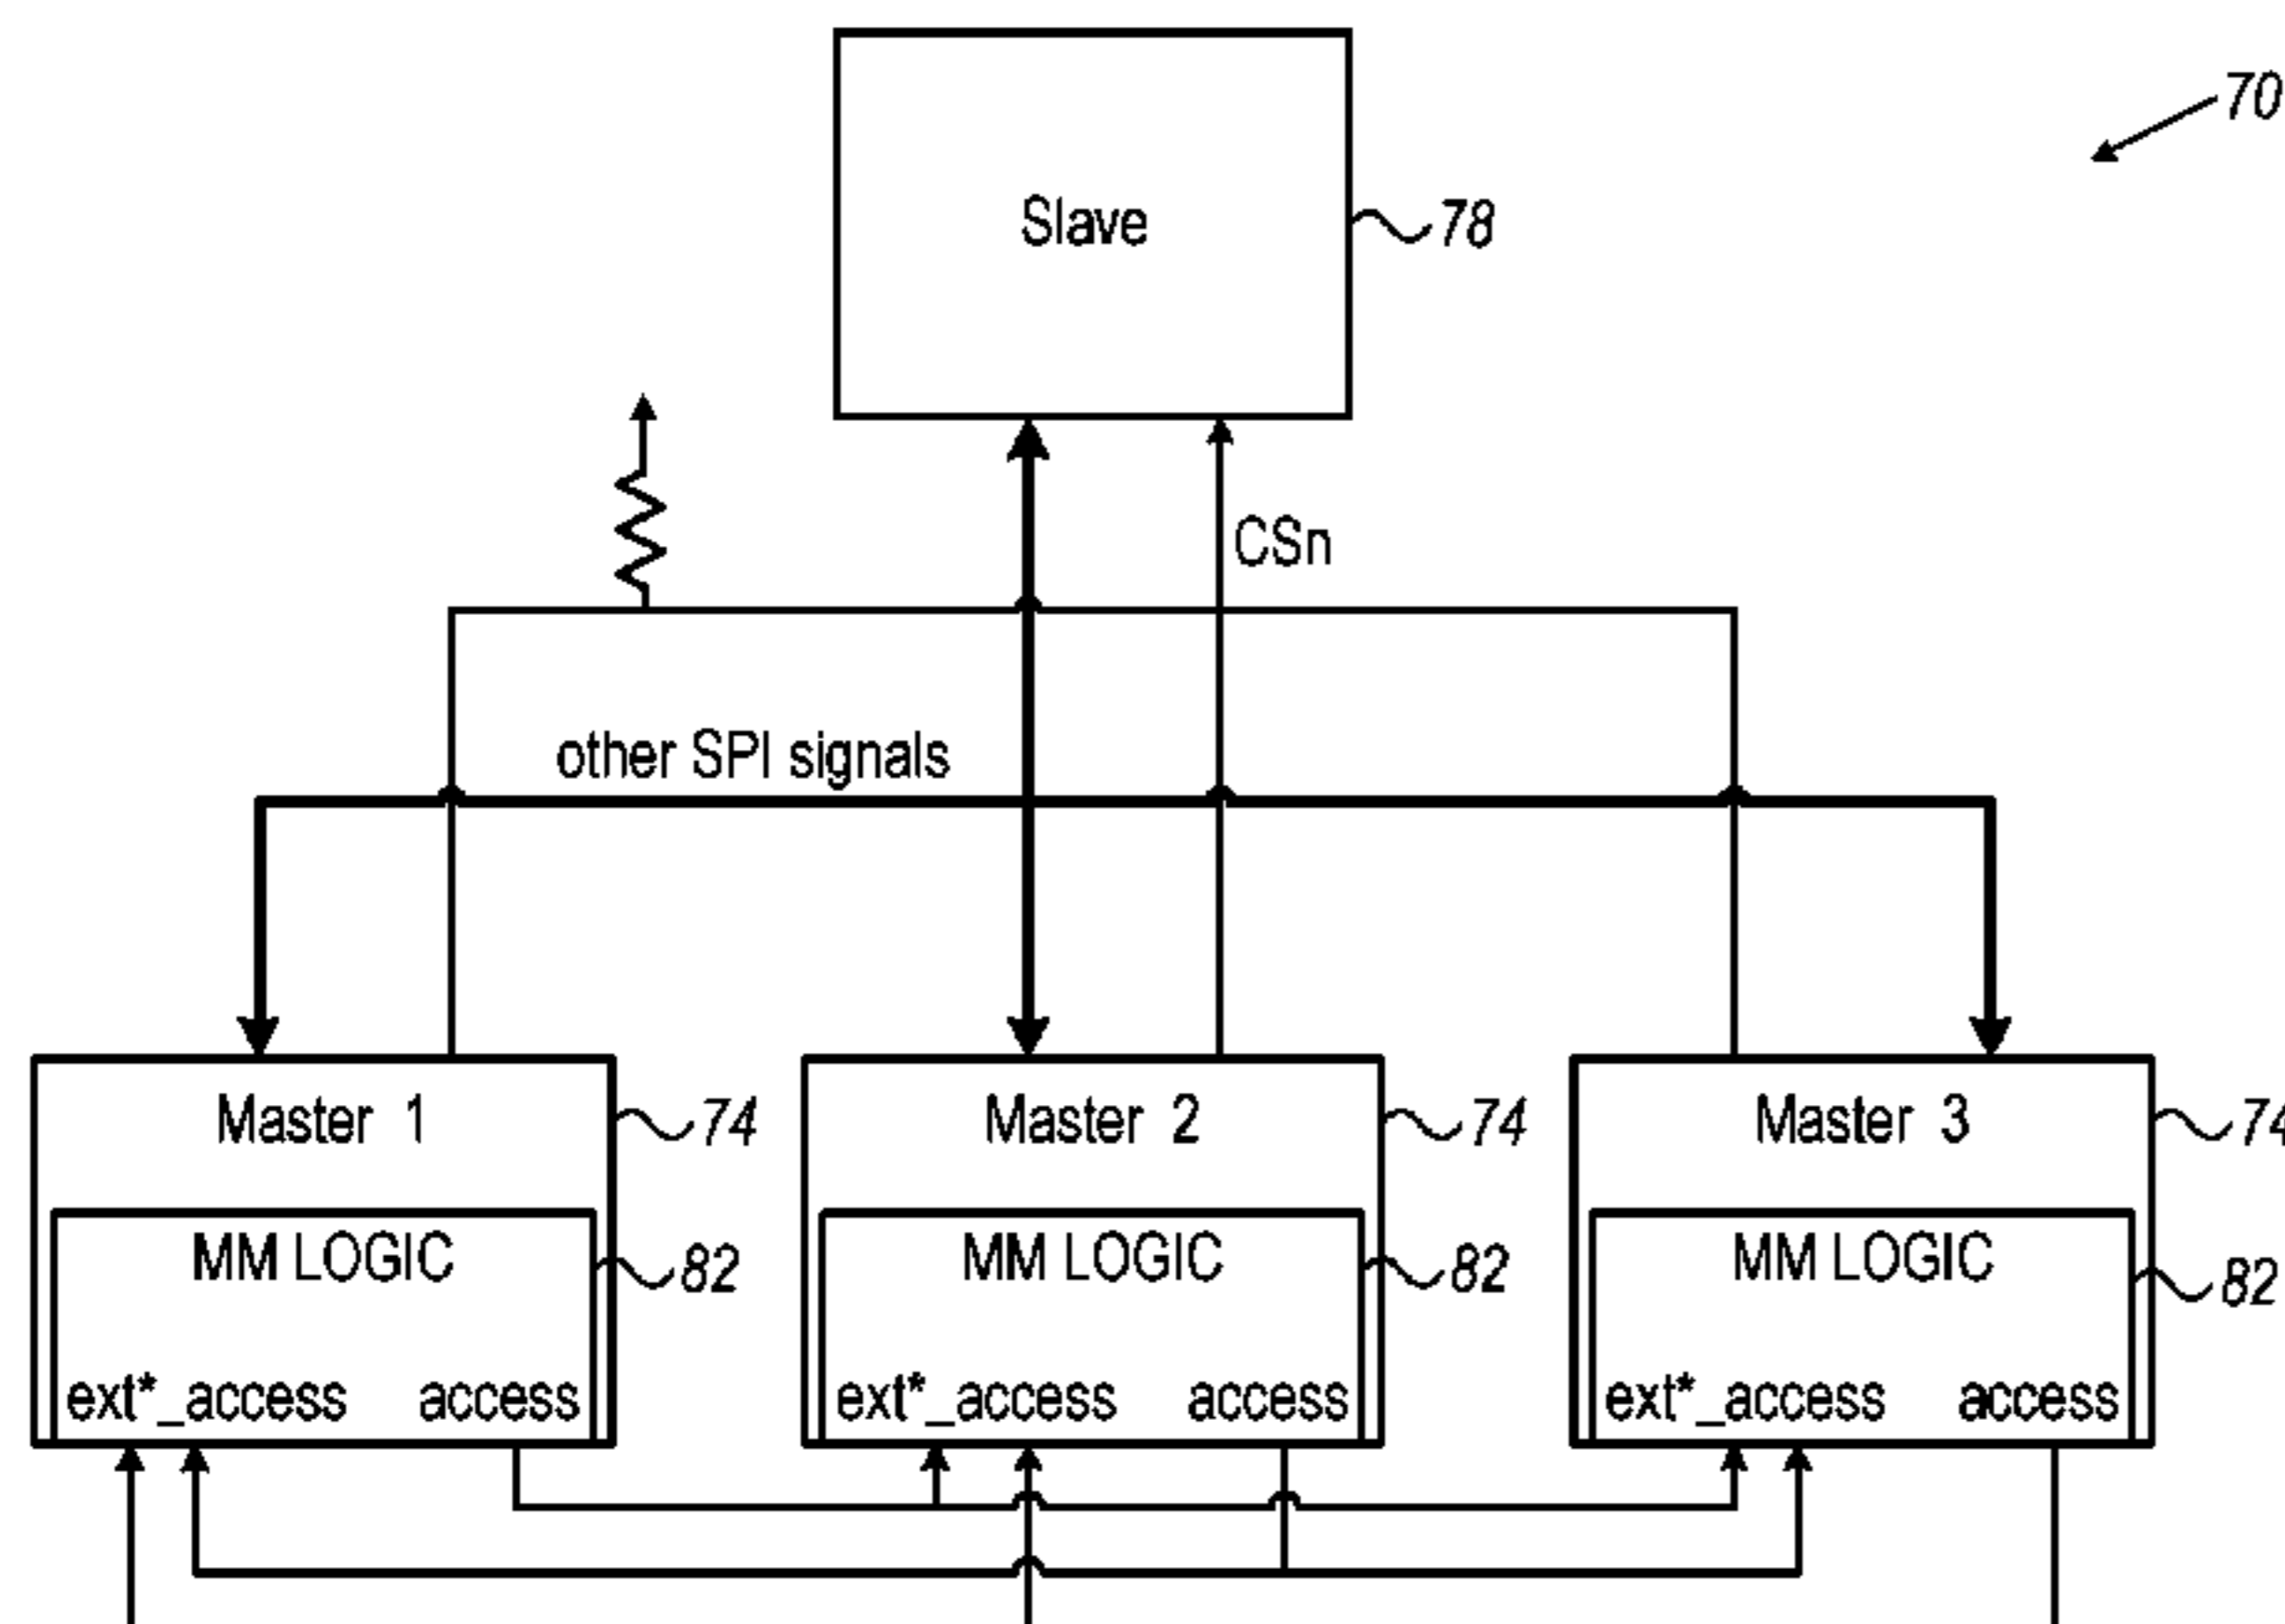 70
Slave
78
CSn
other SPI signals
Master 1
74
Master 2
74
Master 3
74
MM LOGIC
82
MM LOGIC
82
MM LOGIC
82
ext*_access access
ext*_access access
ext*_access access